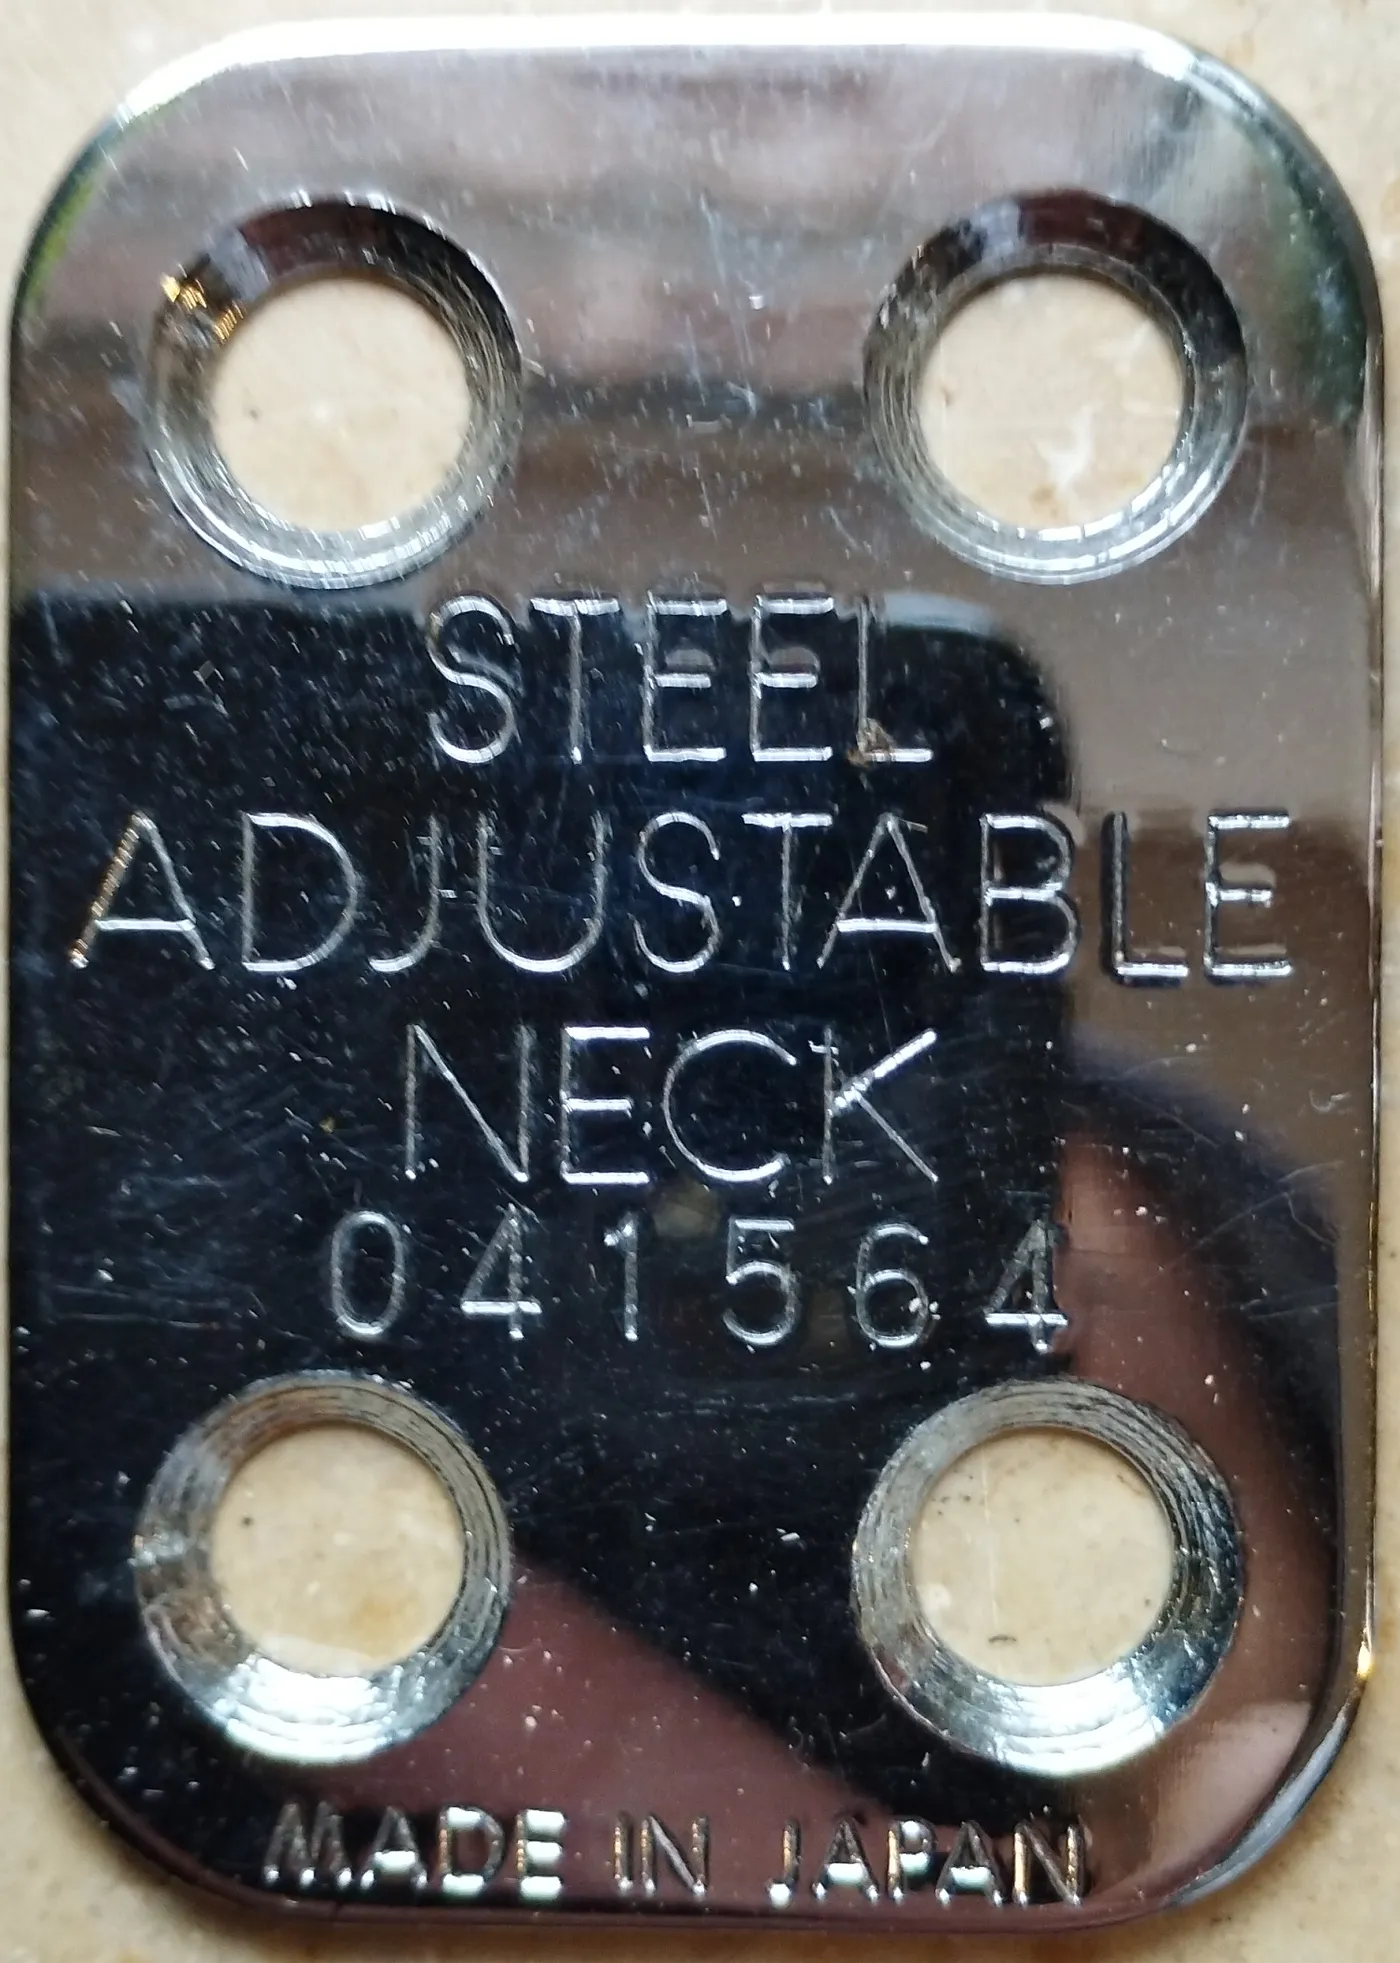 STEEL
ADJUSTABLE
NECK
041564
MADE IN JAPAN